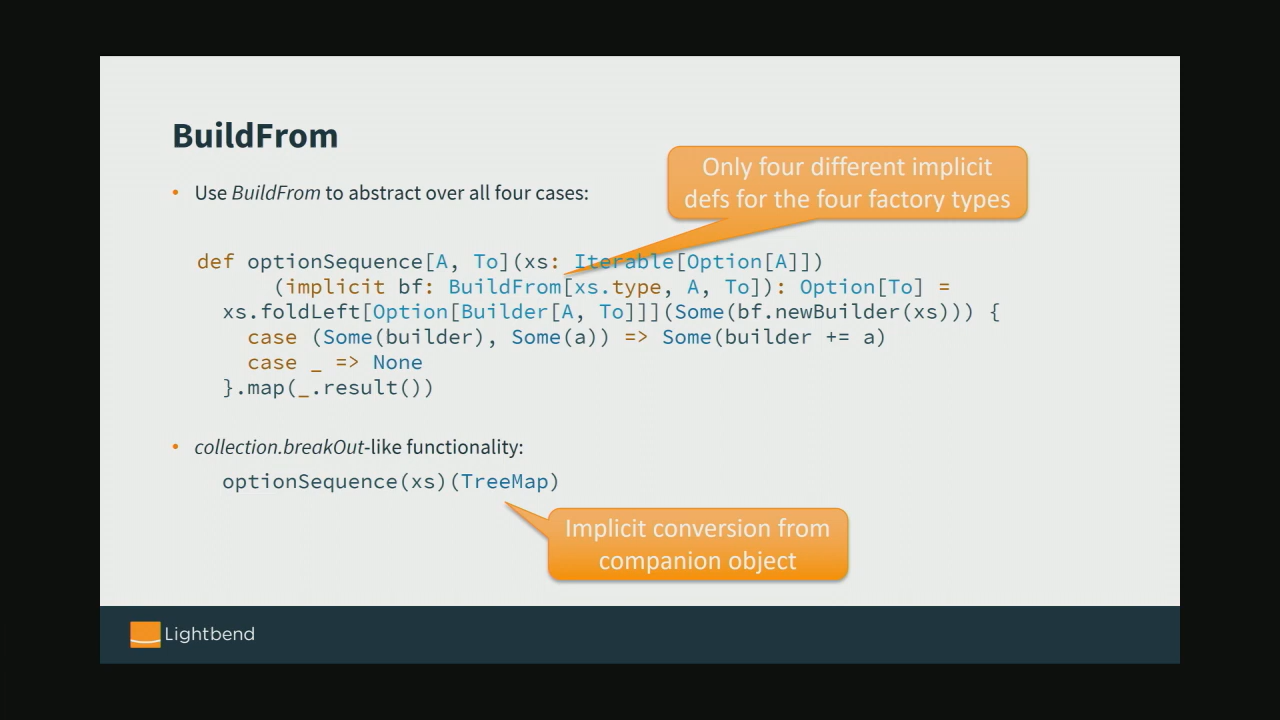 BuildFrom
Only four different implicit
defs for the four factory types
• Use BuildFrom to abstract over all four cases:
def optionSequence[A, To](xs: Iterable[Option[A]])
(implicit bf: BuildFrom[xs.type, A, To]): Option[To] =
xs.foldLeft[Option[Builder[A, To]]](Some(bf.newBuilder(xs))) {
case (Some(builder), Some(a)) => Some(builder += a)
case _ => None
}.map(_.result())
• collection.breakOut-like functionality:
optionSequence(xs)(TreeMap)
Implicit conversion from
companion object
Lightbend